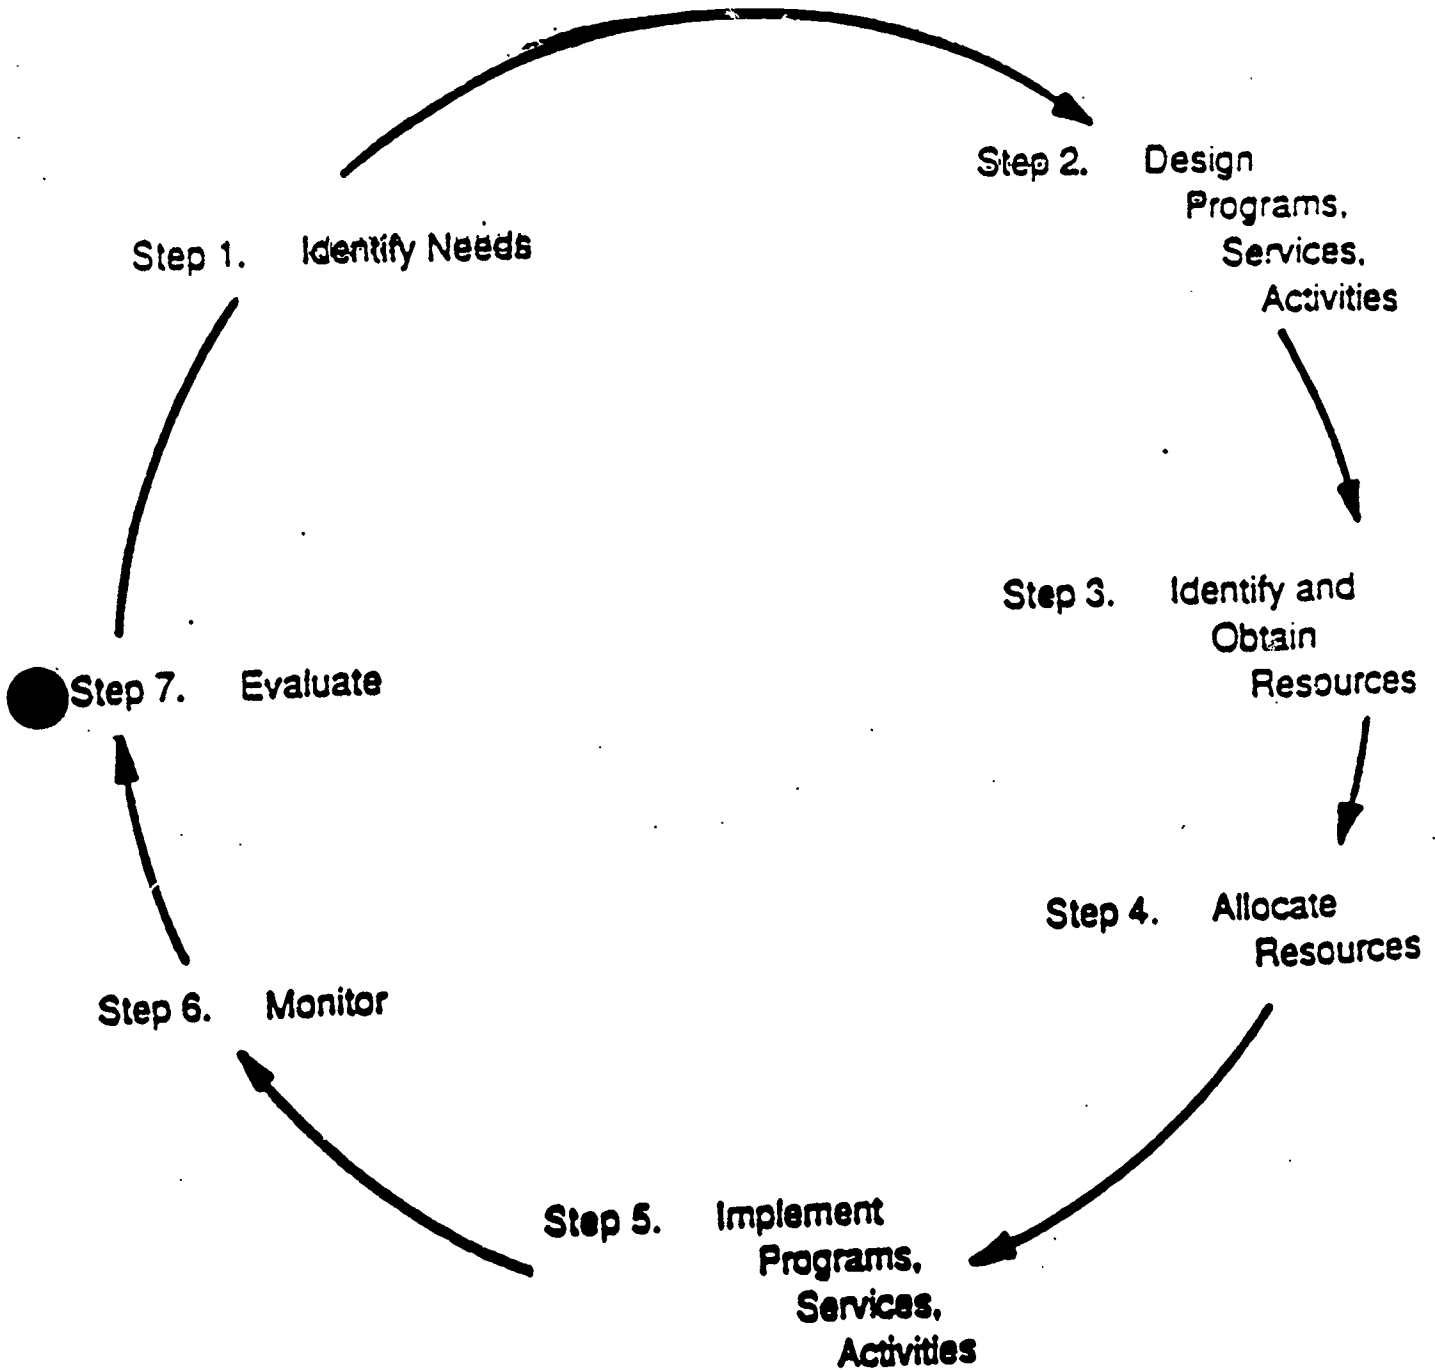 Step 1. Identify Needs
Step 2. Design
Programs,
Services,
Activities
Step 3. Identify and
Obtain
Resources
Step 4. Allocate
Resources
Step 5. Implement
Programs,
Services,
Activities
Step 6. Monitor
Step 7. Evaluate